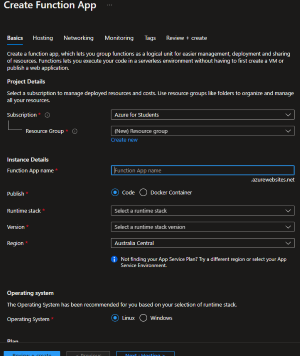 Create Function App ...
Basics Hosting Networking Monitoring Tags Review + create
Create a function app, which lets you group functions as a logical unit for easier management, deployment and sharing
of resources. Functions lets you execute your code in a serverless environment without having to first create a VM or
publish a web application.
Project Details
Select a subscription to manage deployed resources and costs. Use resource groups like folders to organize and manage
all your resources.
Subscription * Azure for Students
Resource Group * (New) Resource group
Create new
Instance Details
Function App name * Function App name
.azurewebsites.net
Publish * Code Docker Container
Runtime stack * Select a runtime stack
Version * Select a runtime stack version
Region * Australia Central
Not finding your App Service Plan? Try a different region or select your App
Service Environment.
Operating system
The Operating System has been recommended for you based on your selection of runtime stack.
Operating System * Linux Windows
Plan